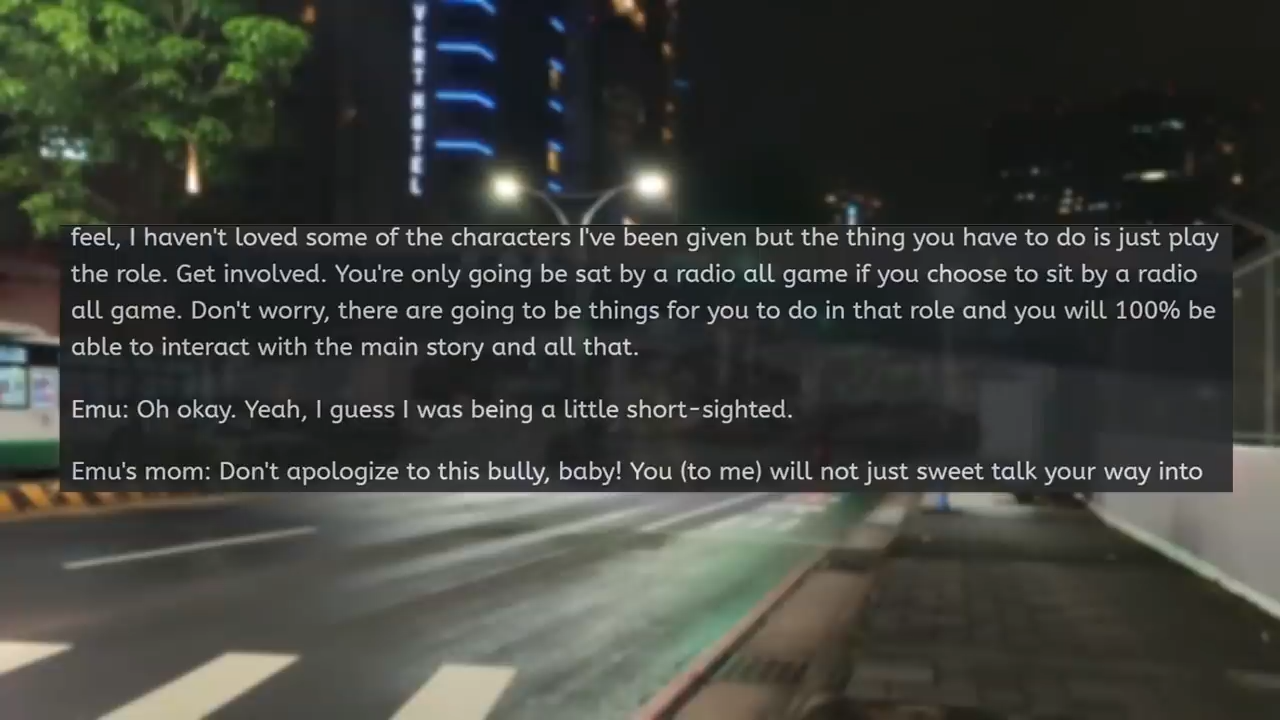 VERT HOTEL
feel, I haven't loved some of the characters I've been given but the thing you have to do is just play
the role. Get involved. You're only going be sat by a radio all game if you choose to sit by a radio
all game. Don't worry, there are going to be things for you to do in that role and you will 100% be
able to interact with the main story and all that.
Emu: Oh okay. Yeah, I guess I was being a little short-sighted.
Emu's mom: Don't apologize to this bully, baby! You (to me) will not just sweet talk your way into